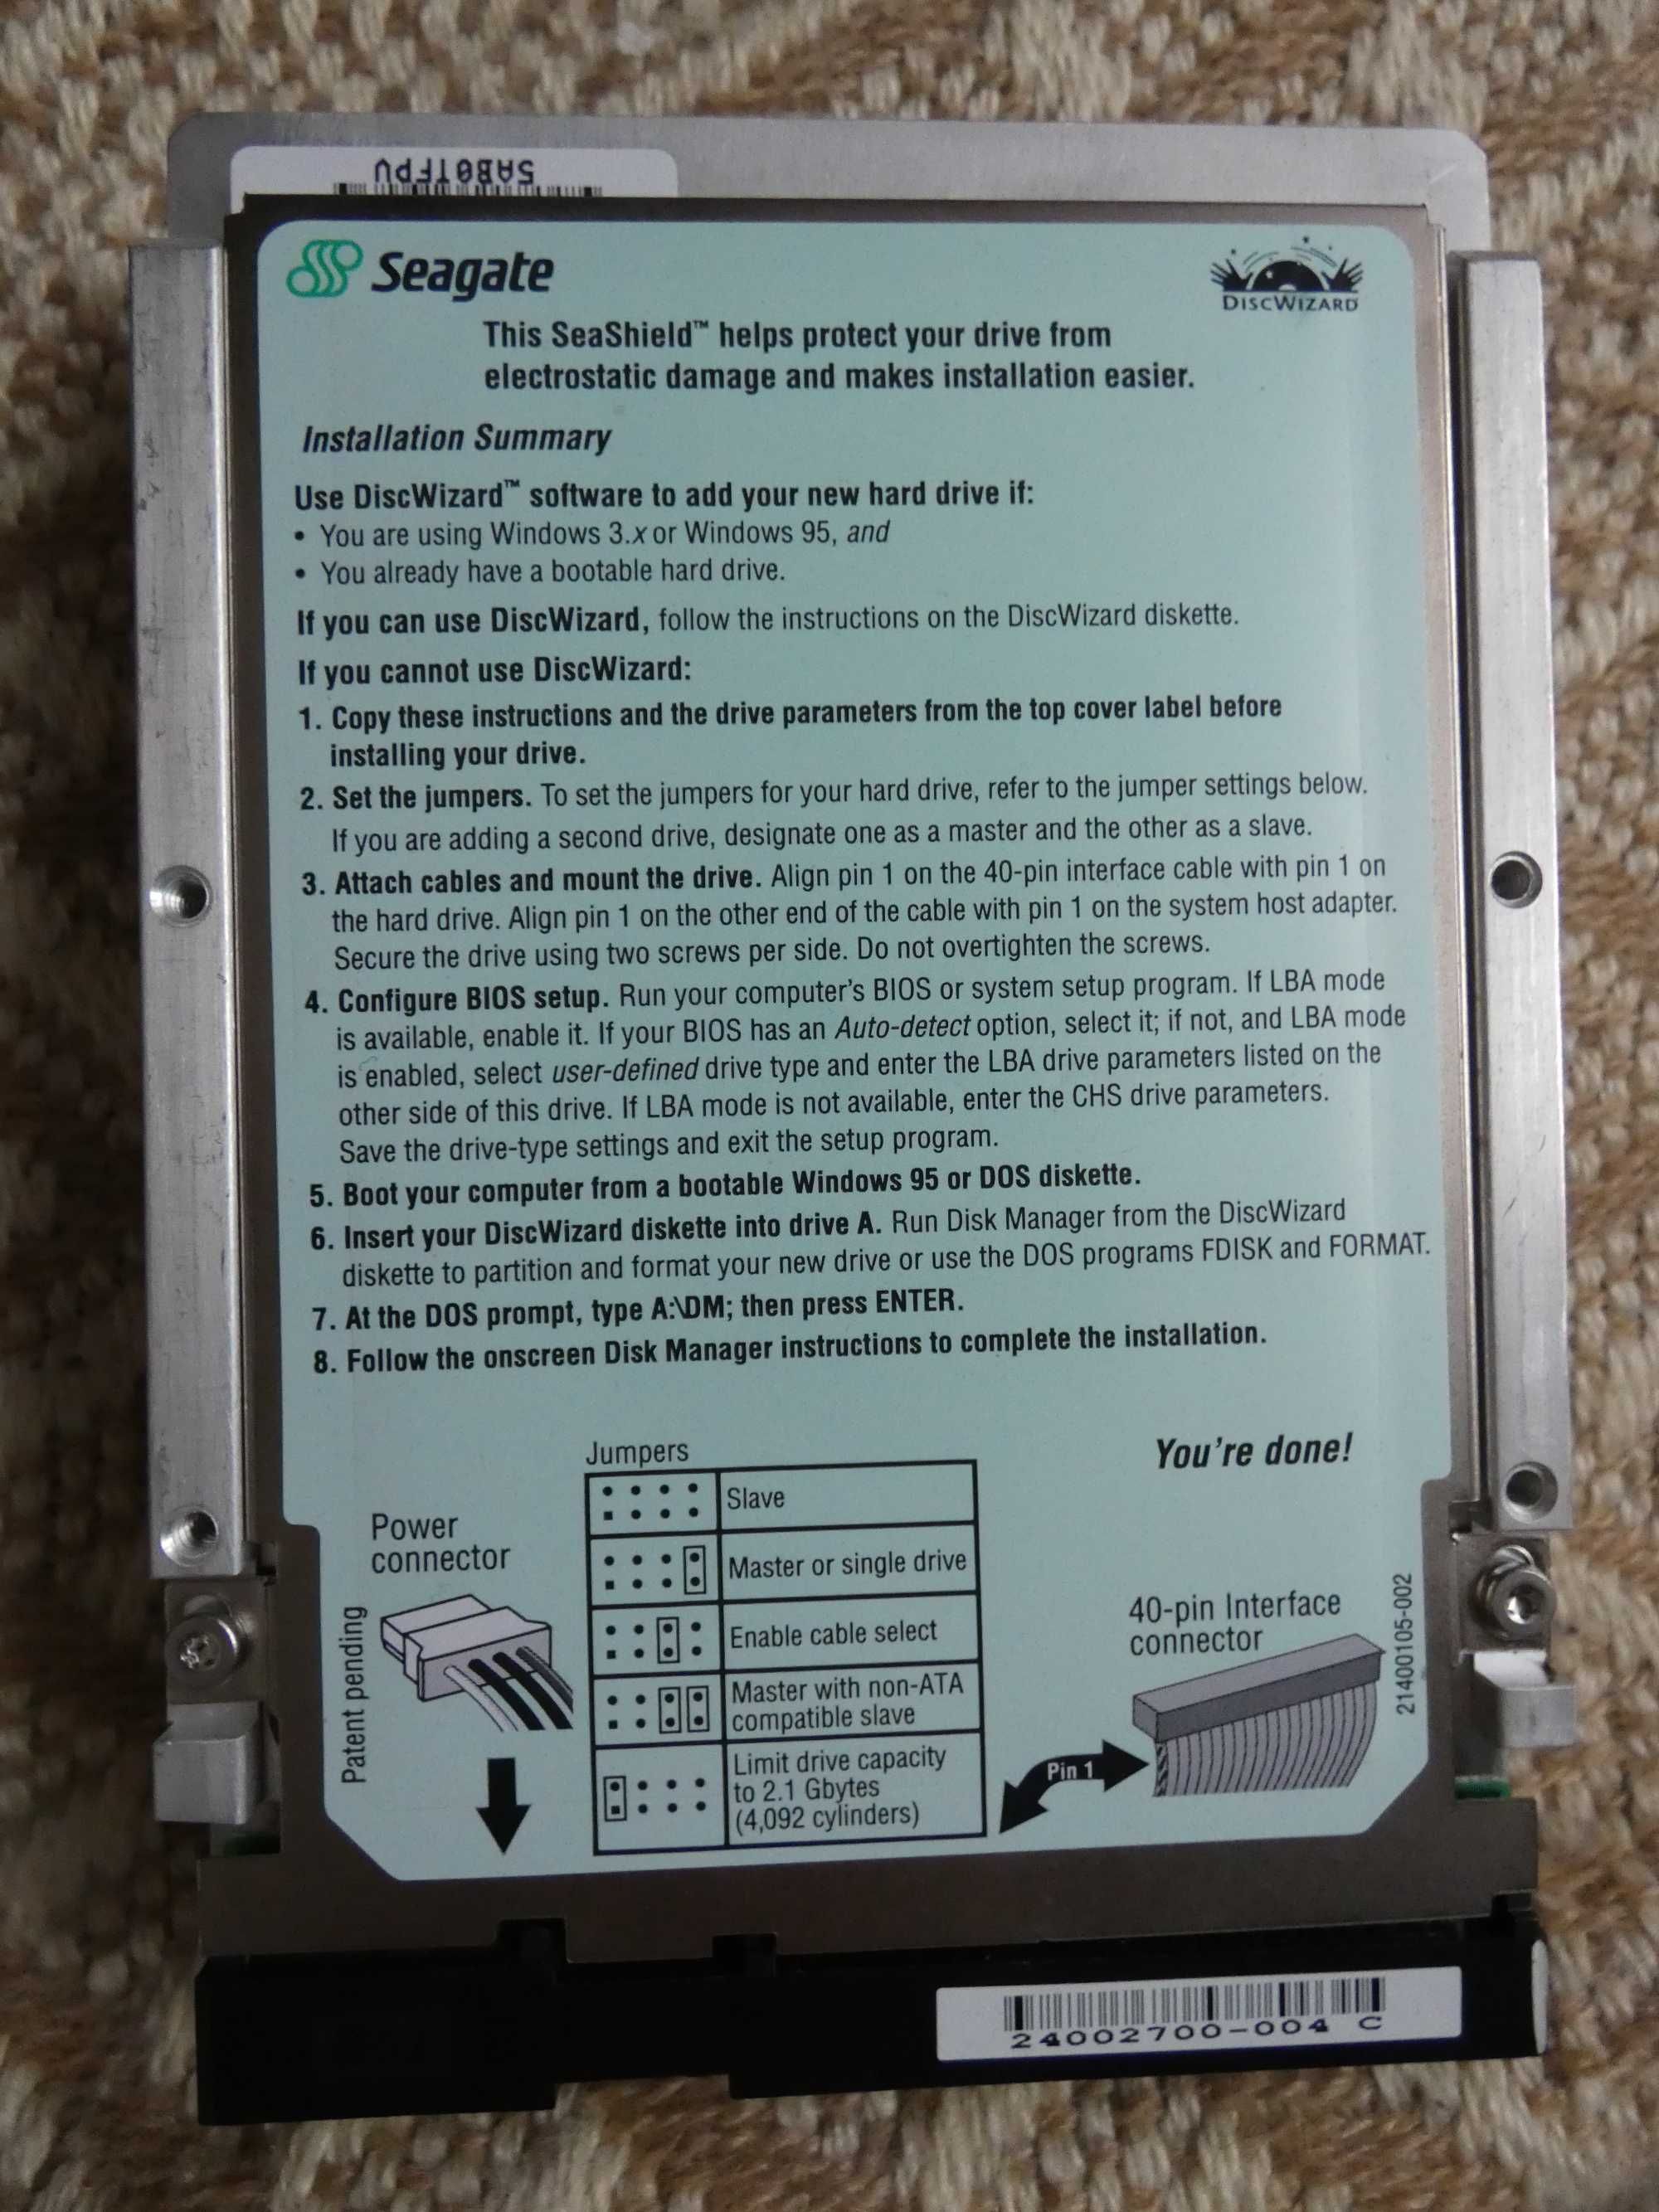 5AB0TFPV
Seagate
DISCWIZARD
This SeaShield™ helps protect your drive from
electrostatic damage and makes installation easier.
Installation Summary
Use DiscWizard™ software to add your new hard drive if:
• You are using Windows 3.x or Windows 95, and
• You already have a bootable hard drive.
If you can use DiscWizard, follow the instructions on the DiscWizard diskette.
If you cannot use DiscWizard:
1. Copy these instructions and the drive parameters from the top cover label before
installing your drive.
2. Set the jumpers. To set the jumpers for your hard drive, refer to the jumper settings below.
If you are adding a second drive, designate one as a master and the other as a slave.
3. Attach cables and mount the drive. Align pin 1 on the 40-pin interface cable with pin 1 on
the hard drive. Align pin 1 on the other end of the cable with pin 1 on the system host adapter.
Secure the drive using two screws per side. Do not overtighten the screws.
4. Configure BIOS setup. Run your computer's BIOS or system setup program. If LBA mode
is available, enable it. If your BIOS has an Auto-detect option, select it; if not, and LBA mode
is enabled, select user-defined drive type and enter the LBA drive parameters listed on the
other side of this drive. If LBA mode is not available, enter the CHS drive parameters.
Save the drive-type settings and exit the setup program.
5. Boot your computer from a bootable Windows 95 or DOS diskette.
6. Insert your DiscWizard diskette into drive A. Run Disk Manager from the DiscWizard
diskette to partition and format your new drive or use the DOS programs FDISK and FORMAT.
7. At the DOS prompt, type A:\DM; then press ENTER.
8. Follow the onscreen Disk Manager instructions to complete the installation.
You're done!
Jumpers
Slave
Master or single drive
Enable cable select
Master with non-ATA
compatible slave
Limit drive capacity
to 2.1 Gbytes
(4,092 cylinders)
Power
connector
Patent pending
40-pin Interface
connector
Pin 1
21400105-002
24002700-004 C